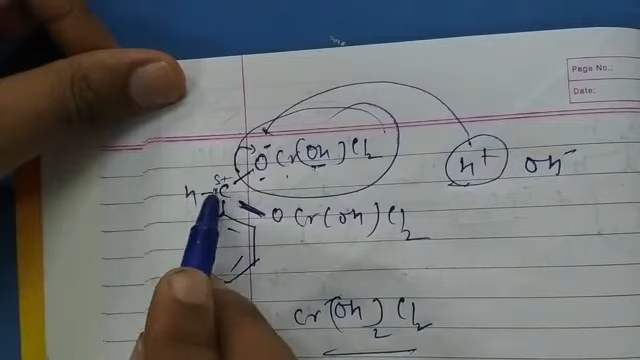 Page No.:
Date:
O⁻ Cr(OH)Cl₂
H⁺ OH⁻
δ+
H-C
O Cr(OH)Cl₂
Cr(OH)₂Cl₂